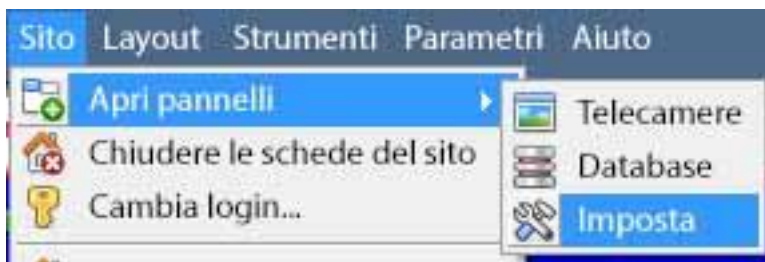 Sito Layout Strumenti Parametri Aiuto
Apri pannelli
Chiudere le schede del sito
Cambia login...
Telecamere
Database
Imposta